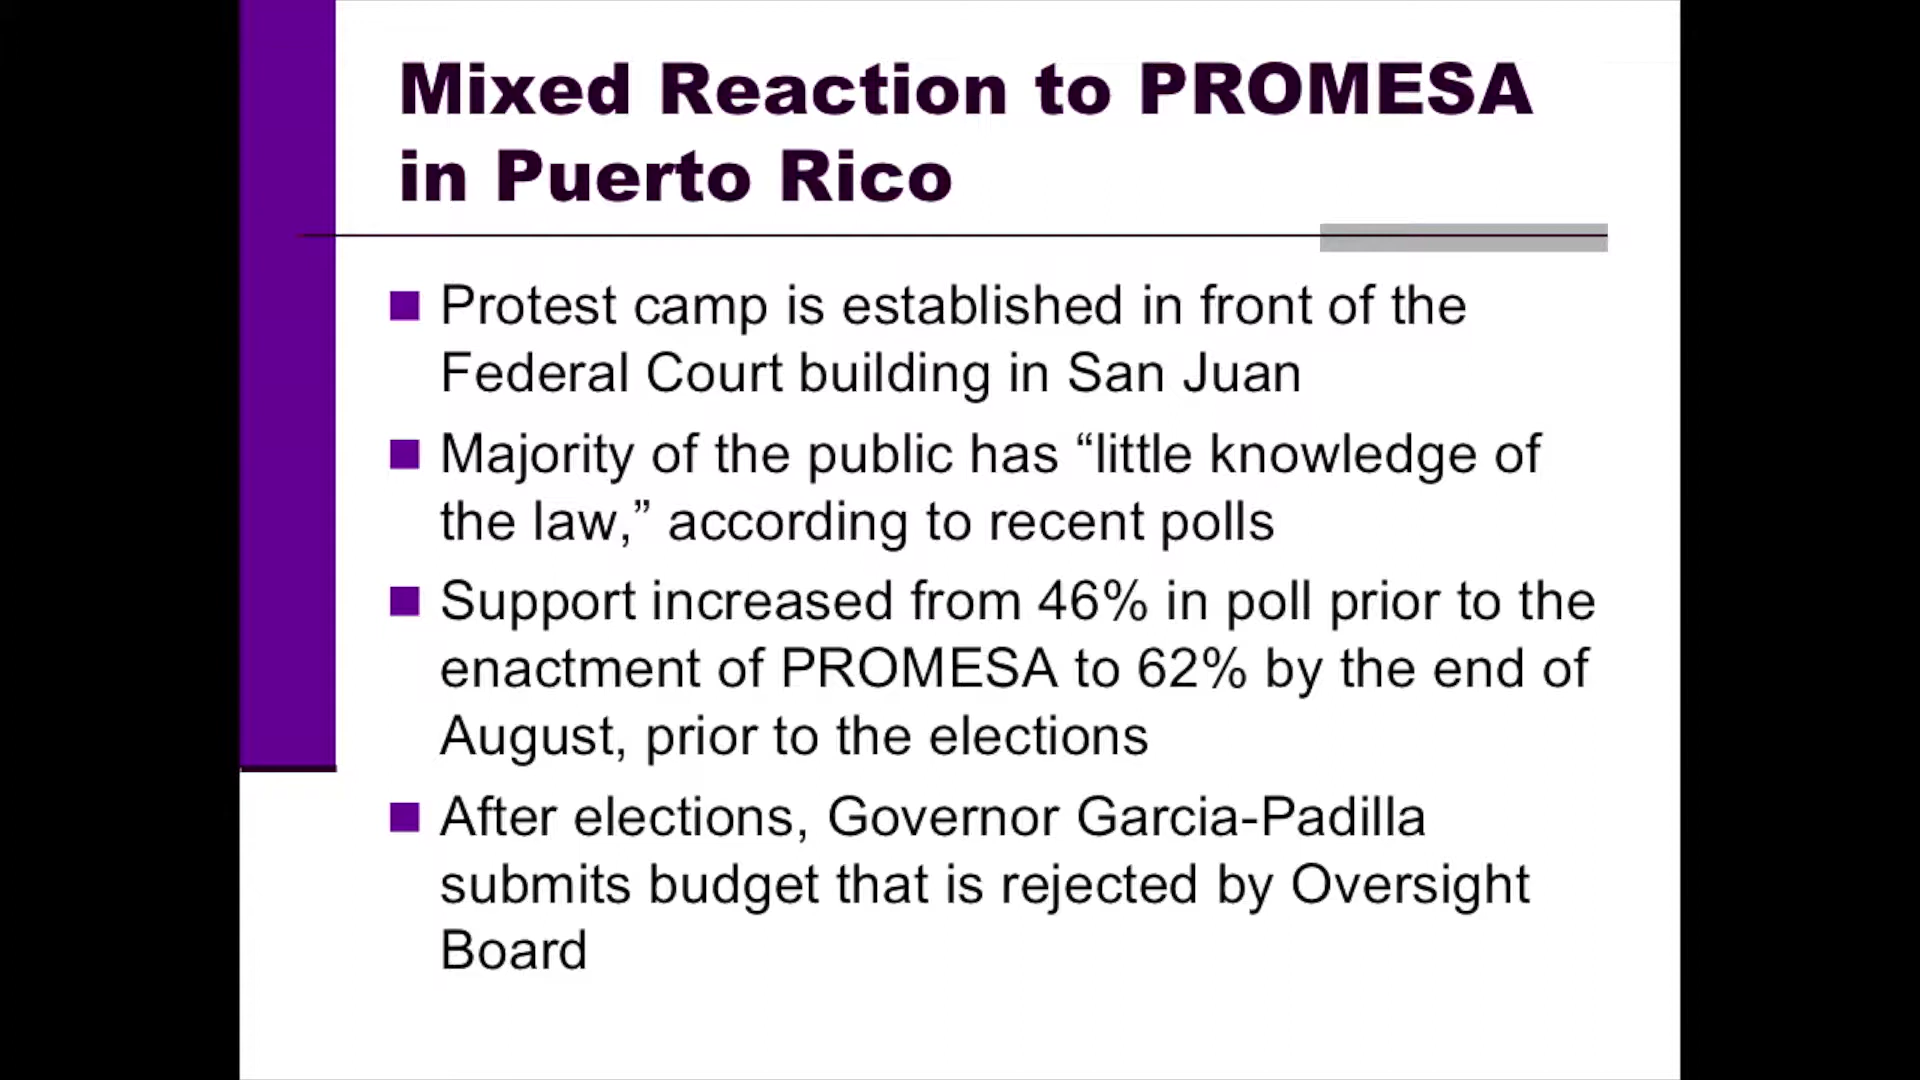 Mixed Reaction to PROMESA
in Puerto Rico
Protest camp is established in front of the
Federal Court building in San Juan
Majority of the public has “little knowledge of
the law,” according to recent polls
Support increased from 46% in poll prior to the
enactment of PROMESA to 62% by the end of
August, prior to the elections
After elections, Governor Garcia-Padilla
submits budget that is rejected by Oversight
Board